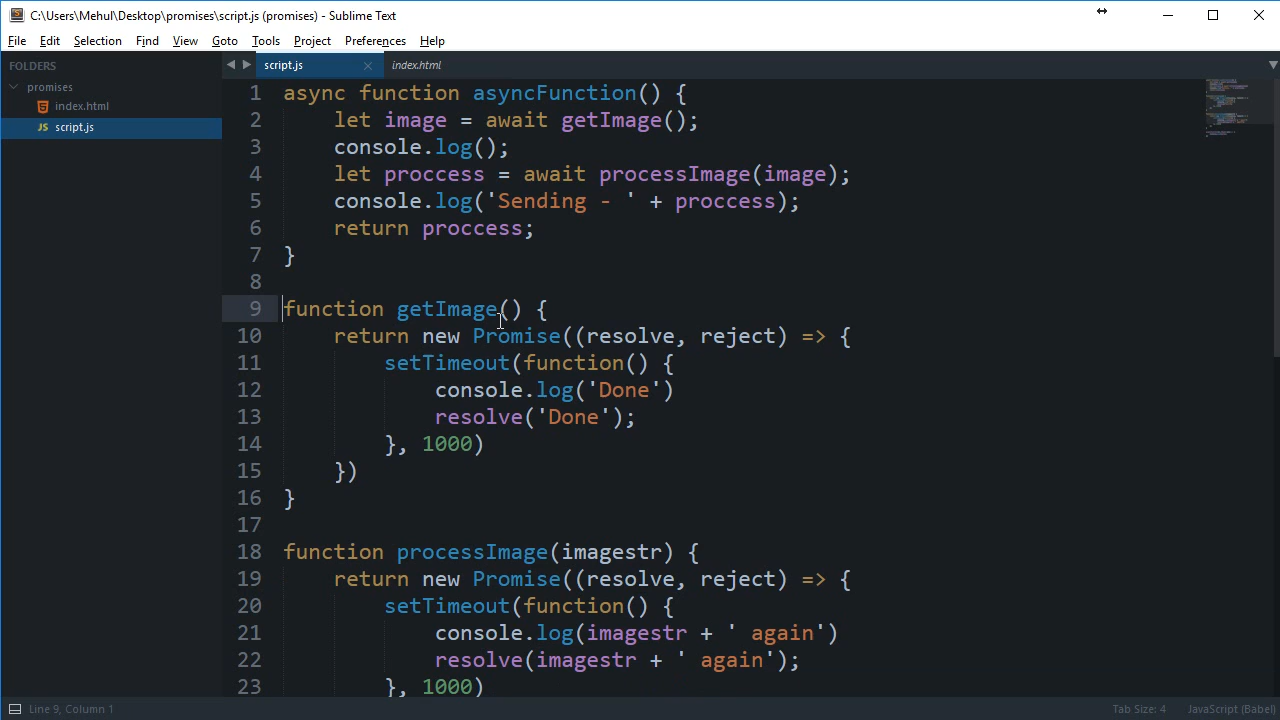 C:\Users\Mehul\Desktop\promises\script.js (promises) - Sublime Text
File Edit Selection Find View Goto Tools Project Preferences Help
FOLDERS
promises
index.html
JS script.js
script.js index.html
1 async function asyncFunction() {
2 let image = await getImage();
3 console.log();
4 let proccess = await processImage(image);
5 console.log('Sending - ' + proccess);
6 return proccess;
7 }
8
9 function getImage() {
10 return new Promise((resolve, reject) => {
11 setTimeout(function() {
12 console.log('Done')
13 resolve('Done');
14 }, 1000)
15 })
16 }
17
18 function processImage(imagestr) {
19 return new Promise((resolve, reject) => {
20 setTimeout(function() {
21 console.log(imagestr + ' again')
22 resolve(imagestr + ' again');
23 }, 1000)
Line 9, Column 1 Tab Size: 4 JavaScript (Babel)